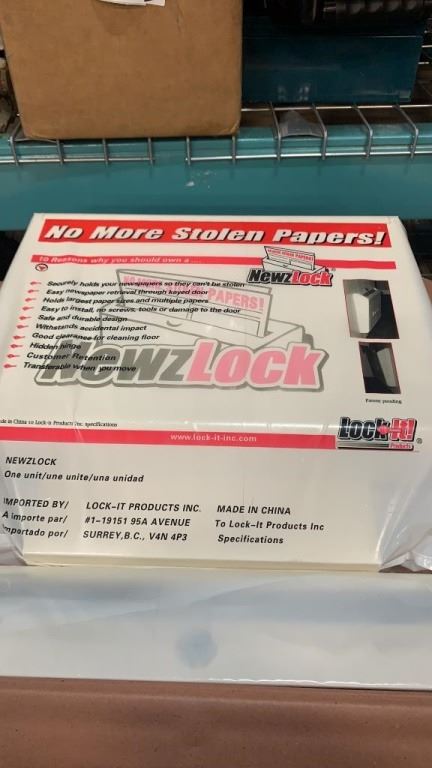 No More Stolen Papers!
10 Reasons why you should own a ....
NO MORE STOLEN PAPERS!
NewzLock®
Securely holds your newspapers so they can't be stolen
Easy newspaper retrieval through keyed door
Holds largest paper sizes and multiple papers
Easy to install, no screws, tools or damage to the door
Safe and durable design
Withstands accidental impact
Good clearance for cleaning floor
Hidden hinge
Customer Retention
Transferable when you move
PAPERS!
NewzLock
Patent pending
Made in China to Lock-it Products Inc. specifications
Lock-It!
Products
www.lock-it-inc.com
NEWZLOCK
One unit/une unite/una unidad
IMPORTED BY/ LOCK-IT PRODUCTS INC. MADE IN CHINA
A importe par/ #1-19151 95A AVENUE To Lock-It Products Inc
Importado por/ SURREY,B.C., V4N 4P3 Specifications